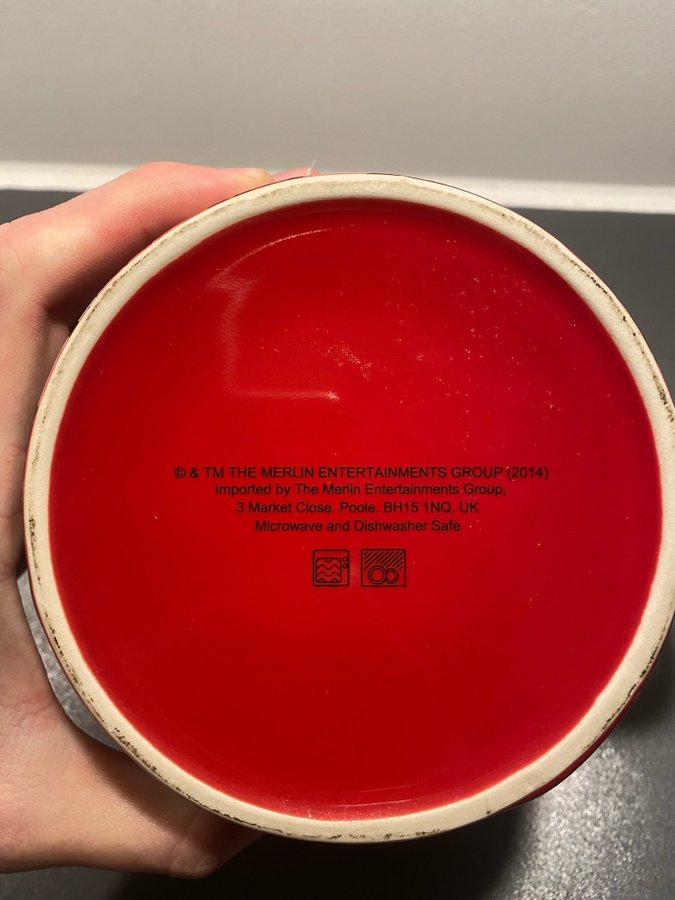 © & TM THE MERLIN ENTERTAINMENTS GROUP (2014)
Imported by The Merlin Entertainments Group,
3 Market Close. Poole. BH15 1NQ. UK
Microwave and Dishwasher Safe